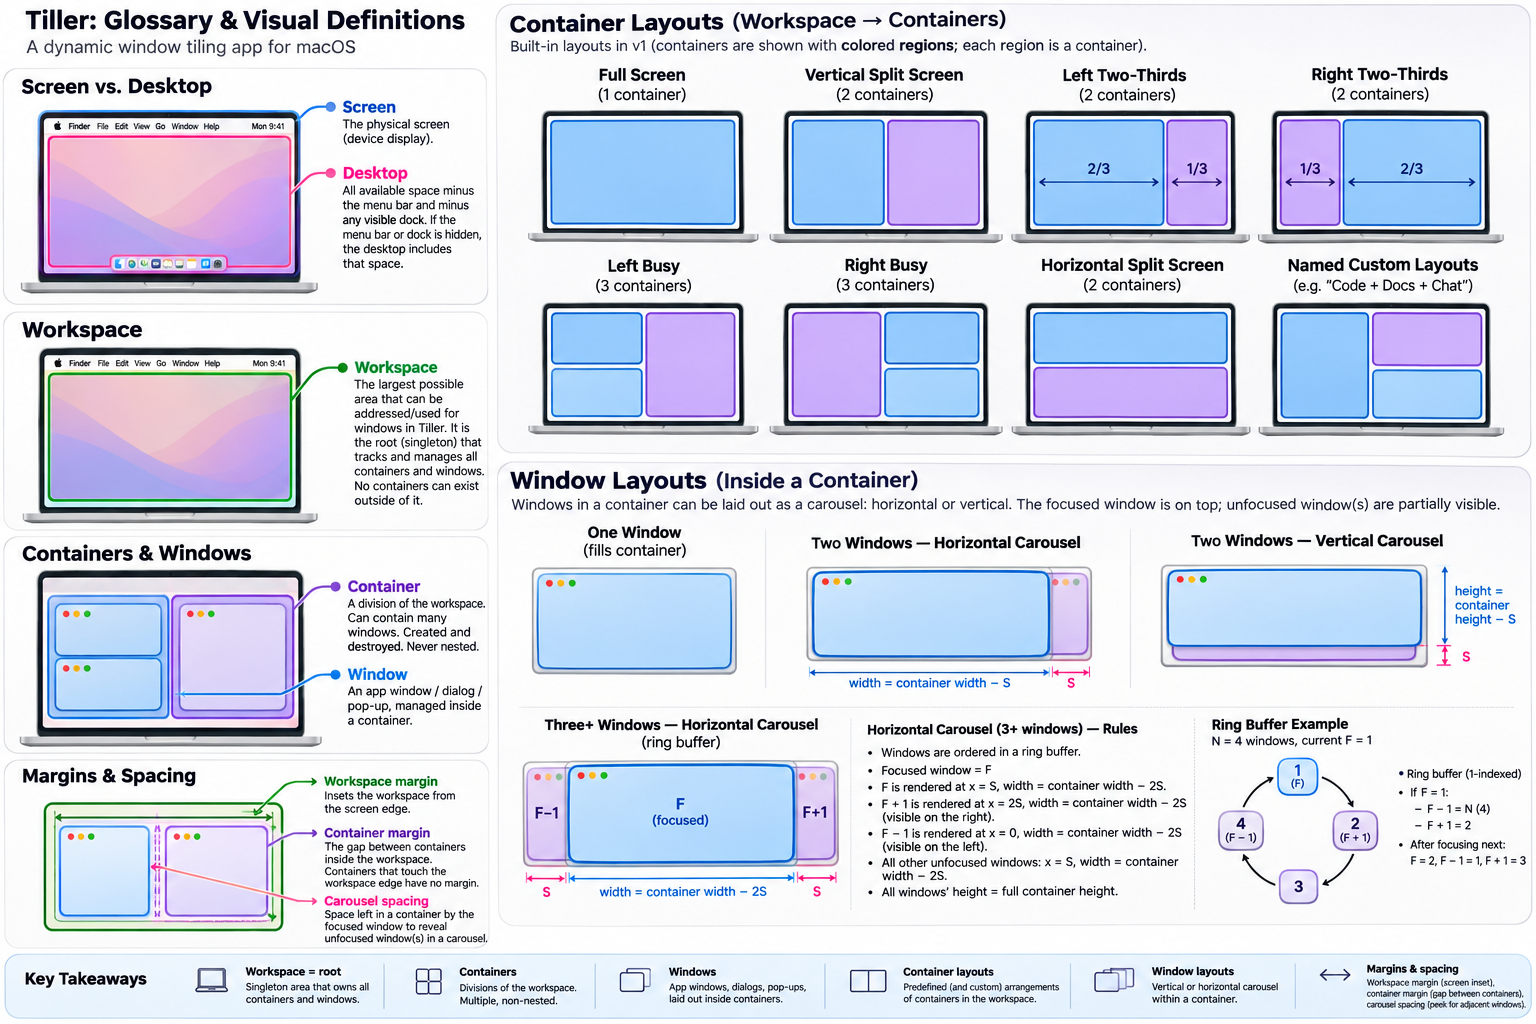 Tiller: Glossary & Visual Definitions
A dynamic window tiling app for macOS
Screen vs. Desktop
Finder File Edit View Go Window Help Mon 9:41
Screen
The physical screen
(device display).
Desktop
All available space minus
the menu bar and minus
any visible dock. If the
menu bar or dock is hidden,
the desktop includes
that space.
Workspace
Finder File Edit View Go Window Help Mon 9:41
Workspace
The largest possible
area that can be
addressed/used for
windows in Tiller. It is
the root (singleton) that
tracks and manages all
containers and windows.
No containers can exist
outside of it.
Containers & Windows
Container
A division of the workspace.
Can contain many
windows. Created and
destroyed. Never nested.
Window
An app window / dialog /
pop-up, managed inside
a container.
Margins & Spacing
Workspace margin
Insets the workspace from
the screen edge.
Container margin
The gap between containers
inside the workspace.
Containers that touch the
workspace edge have no margin.
Carousel spacing
Space left in a container by the
focused window to reveal
unfocused window(s) in a carousel.
Container Layouts (Workspace → Containers)
Built-in layouts in v1 (containers are shown with colored regions; each region is a container).
Full Screen
(1 container)
Vertical Split Screen
(2 containers)
Left Two-Thirds
(2 containers)
2/3
1/3
Right Two-Thirds
(2 containers)
1/3
2/3
Left Busy
(3 containers)
Right Busy
(3 containers)
Horizontal Split Screen
(2 containers)
Named Custom Layouts
(e.g. "Code + Docs + Chat")
Window Layouts (Inside a Container)
Windows in a container can be laid out as a carousel: horizontal or vertical. The focused window is on top; unfocused window(s) are partially visible.
One Window
(fills container)
Two Windows — Horizontal Carousel
width = container width – S
S
Two Windows — Vertical Carousel
height =
container
height – S
S
Three+ Windows — Horizontal Carousel
(ring buffer)
F–1
F
(focused)
F+1
S
width = container width – 2S
S
Horizontal Carousel (3+ windows) — Rules
• Windows are ordered in a ring buffer.
• Focused window = F
• F is rendered at x = S, width = container width – 2S.
• F + 1 is rendered at x = 2S, width = container width – 2S
(visible on the right).
• F – 1 is rendered at x = 0, width = container width – 2S
(visible on the left).
• All other unfocused windows: x = S, width = container
width – 2S.
• All windows' height = full container height.
Ring Buffer Example
N = 4 windows, current F = 1
1
(F)
2
(F + 1)
3
4
(F – 1)
• Ring buffer (1-indexed)
• If F = 1:
– F – 1 = N (4)
– F + 1 = 2
• After focusing next:
F = 2, F – 1 = 1, F + 1 = 3
Key Takeaways
Workspace = root
Singleton area that owns all
containers and windows.
Containers
Divisions of the workspace.
Multiple, non-nested.
Windows
App windows, dialogs, pop-ups,
laid out inside containers.
Container layouts
Predefined (and custom) arrangements
of containers in the workspace.
Window layouts
Vertical or horizontal carousel
within a container.
Margins & spacing
Workspace margin (screen inset),
container margin (gap between containers),
carousel spacing (peek for adjacent windows).